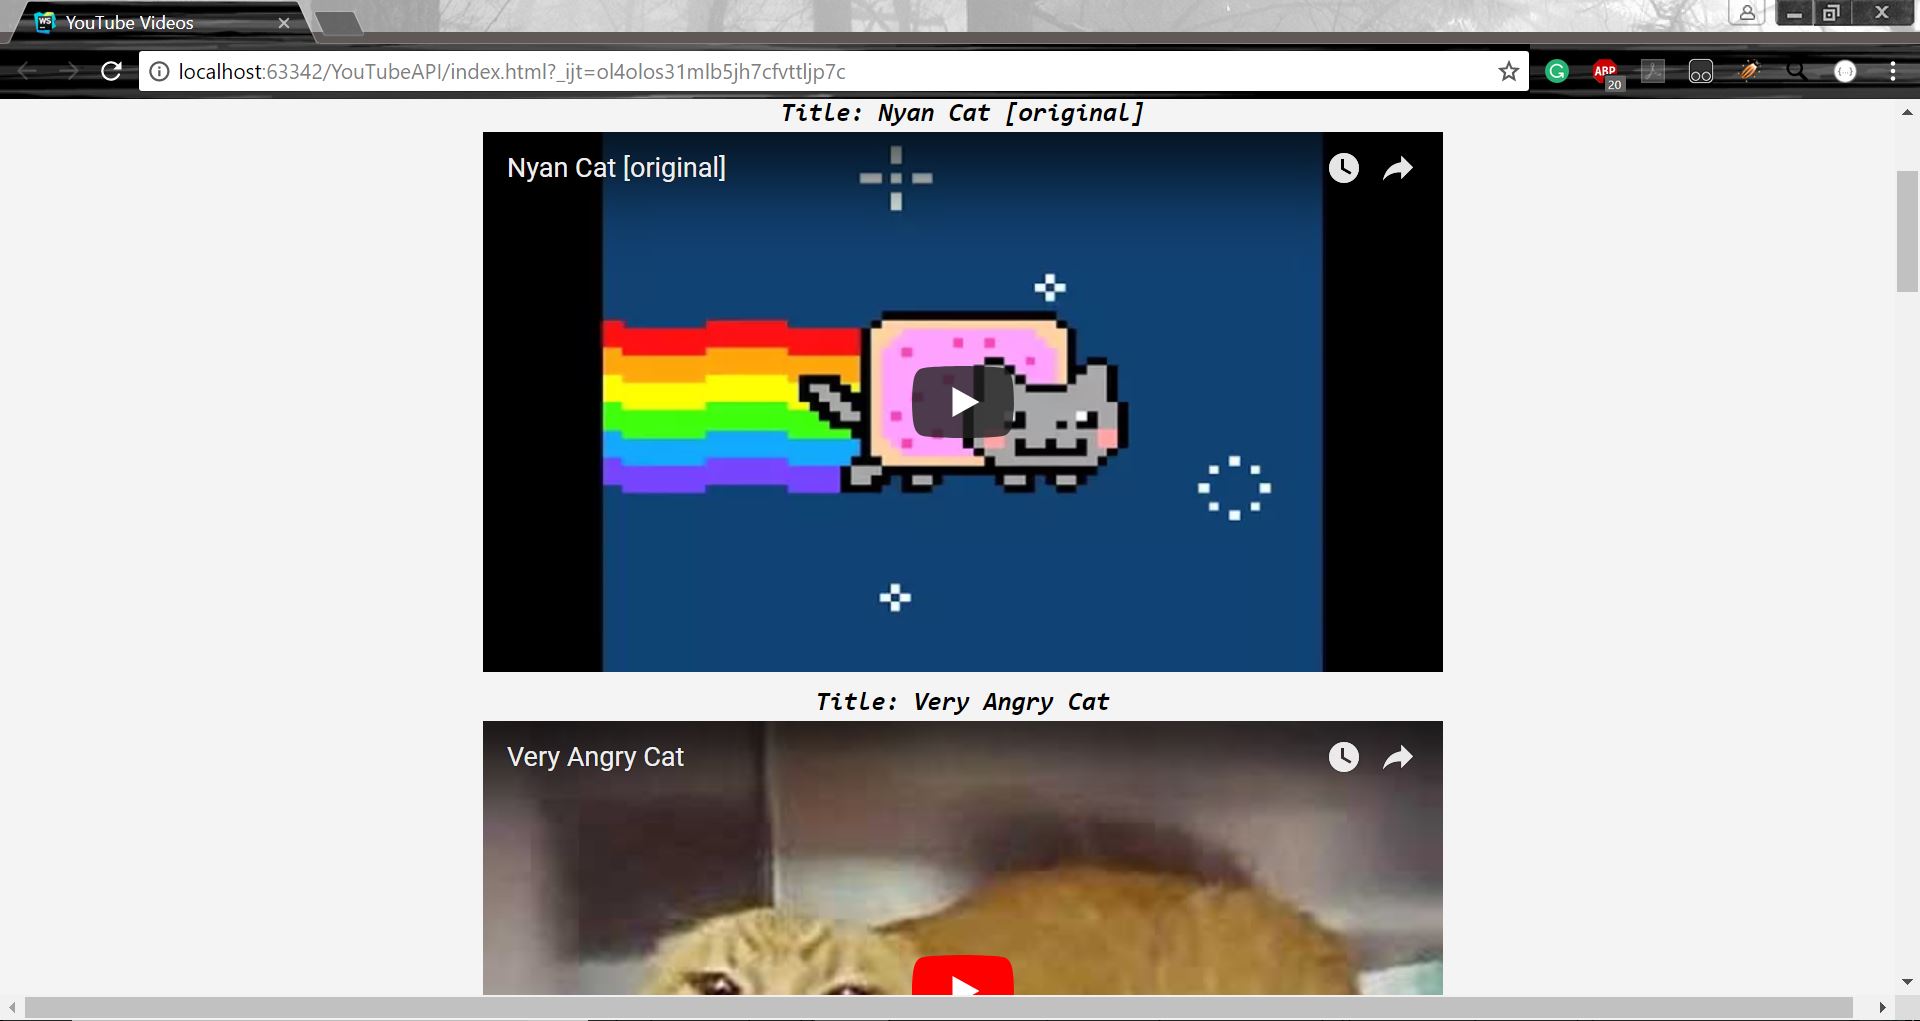 WS YouTube Videos
localhost:63342/YouTubeAPI/index.html?_ijt=ol4olos31mlb5jh7cfvttljp7c
ABP
20
Title: Nyan Cat [original]
Nyan Cat [original]
Title: Very Angry Cat
Very Angry Cat